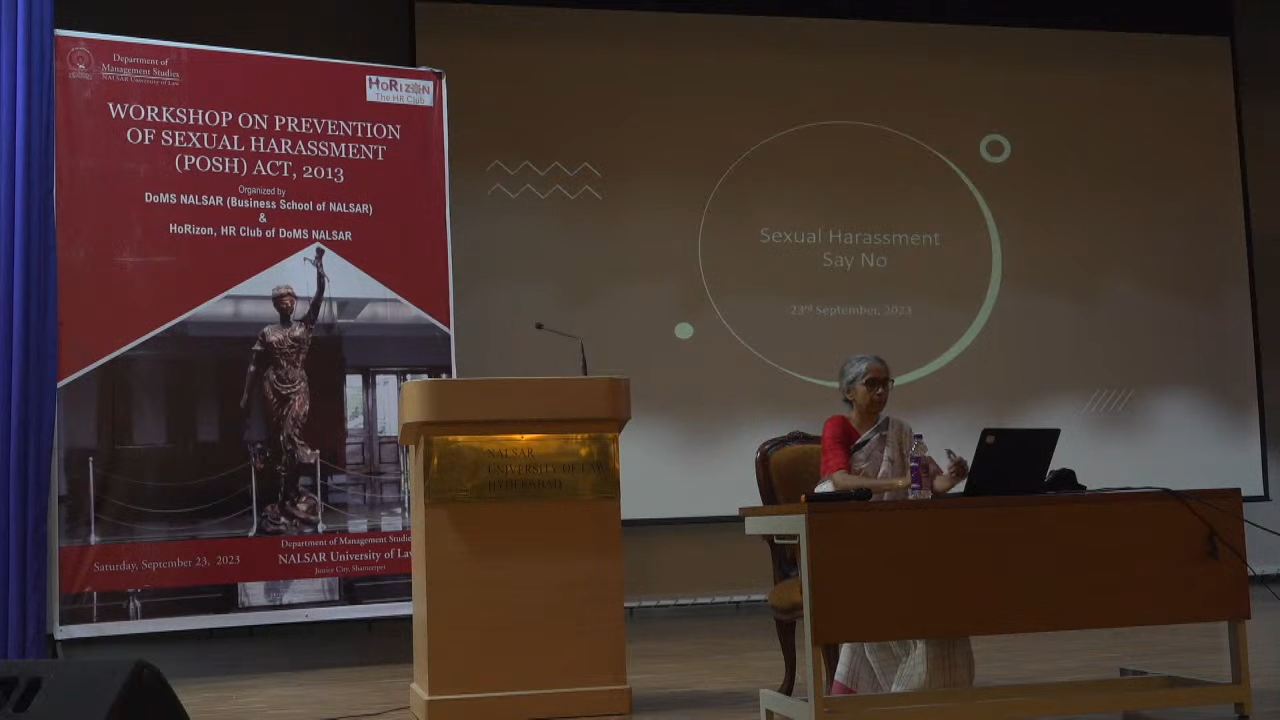 Department of
Management Studies
NALSAR University of Law
HoRizON
The HR Club
WORKSHOP ON PREVENTION
OF SEXUAL HARASSMENT
(POSH) ACT, 2013
Organized by
DoMS NALSAR (Business School of NALSAR)
&
HoRizon, HR Club of DoMS NALSAR
Saturday, September 23, 2023
Department of Management Studies
NALSAR University of Law
Justice City, Shameerpet
Sexual Harassment
Say No
23rd September, 2023
NALSAR
UNIVERSITY OF LAW
HYDERABAD